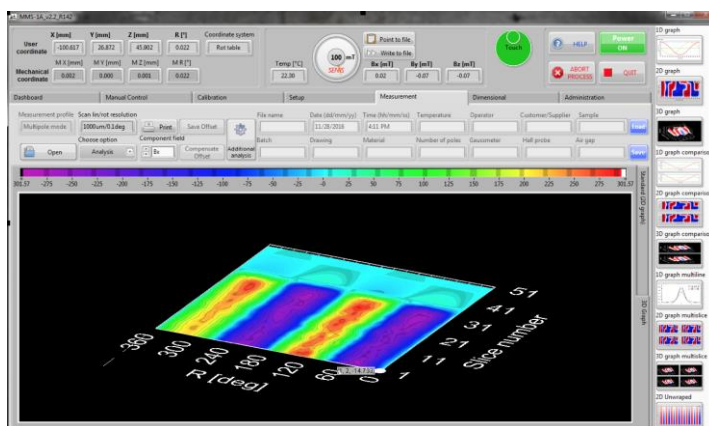 MMS-1A_v2.2_R142
X [mm] Y [mm] Z [mm] R [°] Coordinate system
User coordinate -100.617 26.872 45.802 0.022 Rot table
M X [mm] M Y [mm] M Z [mm] M R [°]
Mechanical coordinate 0.002 0.000 0.001 0.022
Temp [°C]
22.30
100 mT
SENIS
Point to file
Write to file
Bx [mT] By [mT] Bz [mT]
0.02 -0.07 -0.07
Touch
HELP
Power
ON
ABORT PROCESS
QUIT
Dashboard Manual Control Calibration Setup Measurement Dimensional Administration
Measurement profile Scan lin/rot resolution
Multipole mode 1000um/0.1deg Print Save Offset
Choose option Component field
Open Analysis Bx Compensate Offset Additional analysis
File name Date (dd/mm/yy) Time (hh/mm/ss) Temperature Operator Customer/Supplier Sample
11/28/2016 4:11 PM
Load
Batch Drawing Material Number of poles Gaussmeter Hall probe Air gap
Save
301.57 -275 -250 -225 -200 -175 -150 -125 -100 -75 -50 -25 0 25 50 75 100 125 150 175 200 225 250 275 301.57
Standard (2D graphic)
3D Graph
360 300 240 180 120 60 0
R [deg]
1 11 21 31 41 51
Slice number
1D graph
2D graph
3D graph
1D graph compariso
2D graph compariso
3D graph compariso
1D graph multiline
2D graph multislice
3D graph multislice
2D Unwraped